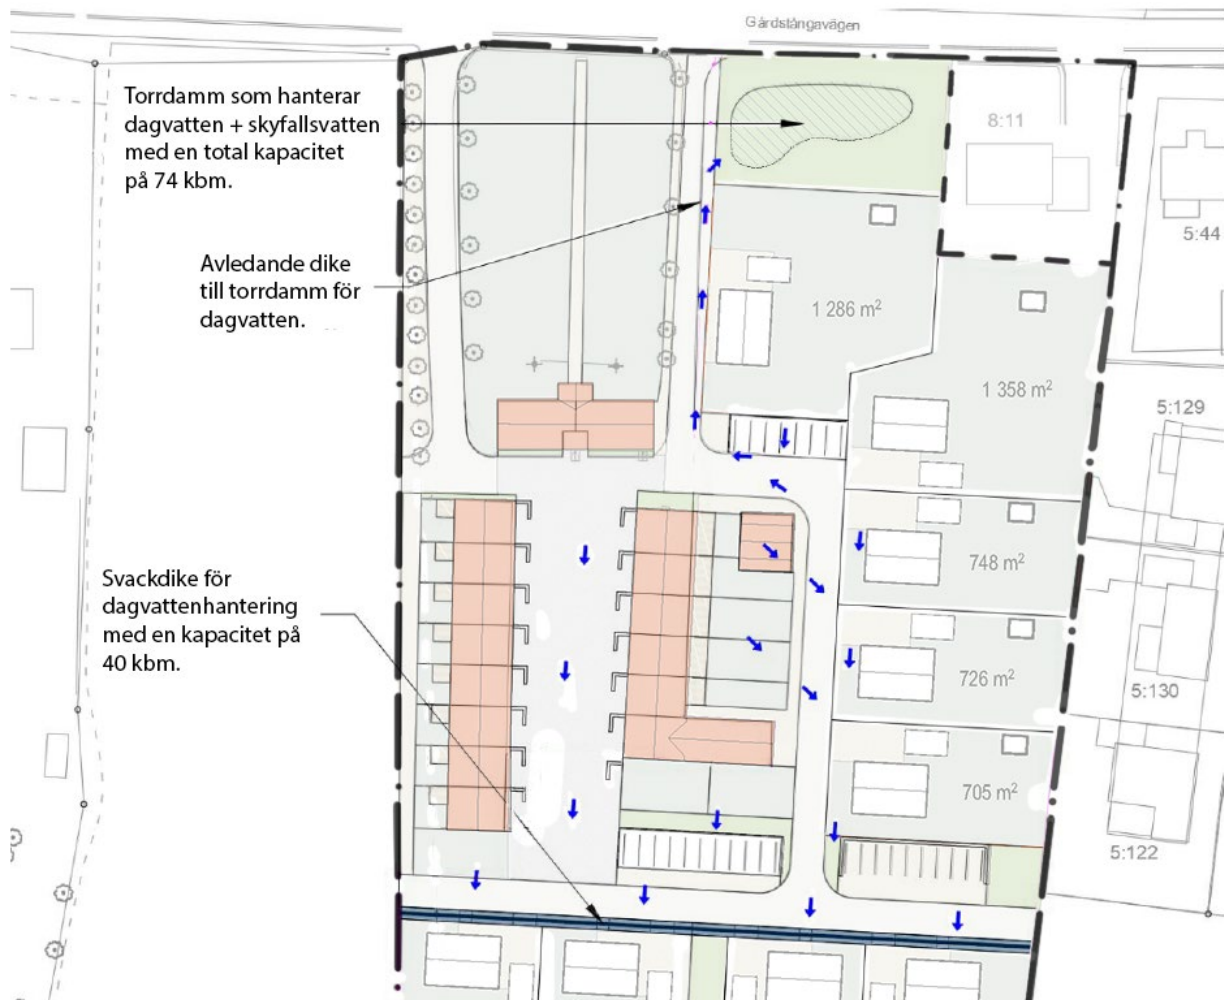 Gårdstångavägen
Torrdamm som hanterar
dagvatten + skyfallsvatten
med en total kapacitet
på 74 kbm.
8:11
5:44
Avledande dike
till torrdamm för
dagvatten.
1 286 m²
1 358 m²
5:129
748 m²
Svackdike för
dagvattenhantering
med en kapacitet på
40 kbm.
726 m²
5:130
705 m²
5:122